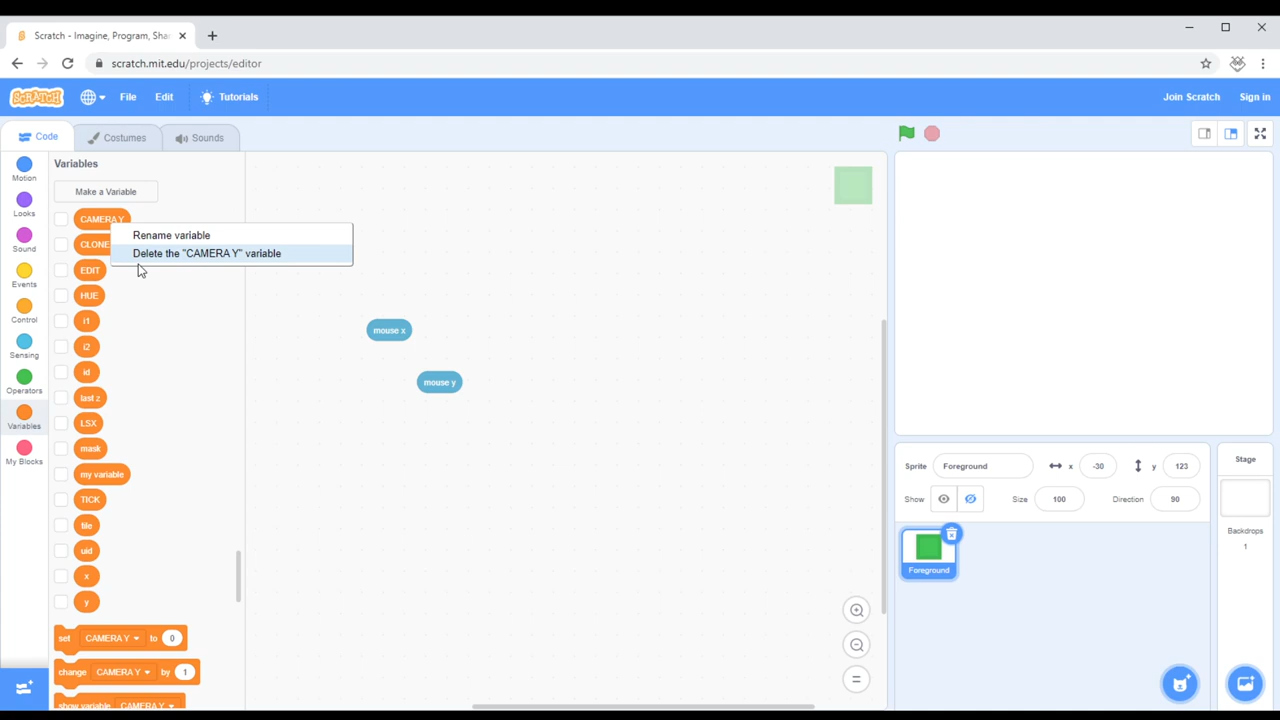 Scratch - Imagine, Program, Sha
scratch.mit.edu/projects/editor
SCRATCH File Edit Tutorials Join Scratch Sign in
Code Costumes Sounds
Motion
Looks
Sound
Events
Control
Sensing
Operators
Variables
My Blocks
Variables
Make a Variable
CAMERA Y
Rename variable
CLONE
Delete the "CAMERA Y" variable
EDIT
HUE
i1
i2
id
last z
LSX
mask
my variable
TICK
file
uid
x
y
set CAMERA Y to 0
change CAMERA Y by 1
show variable CAMERA Y
mouse x
mouse y
Sprite Foreground x -30 y 123
Show Size 100 Direction 90
Foreground
Stage
Backdrops
1